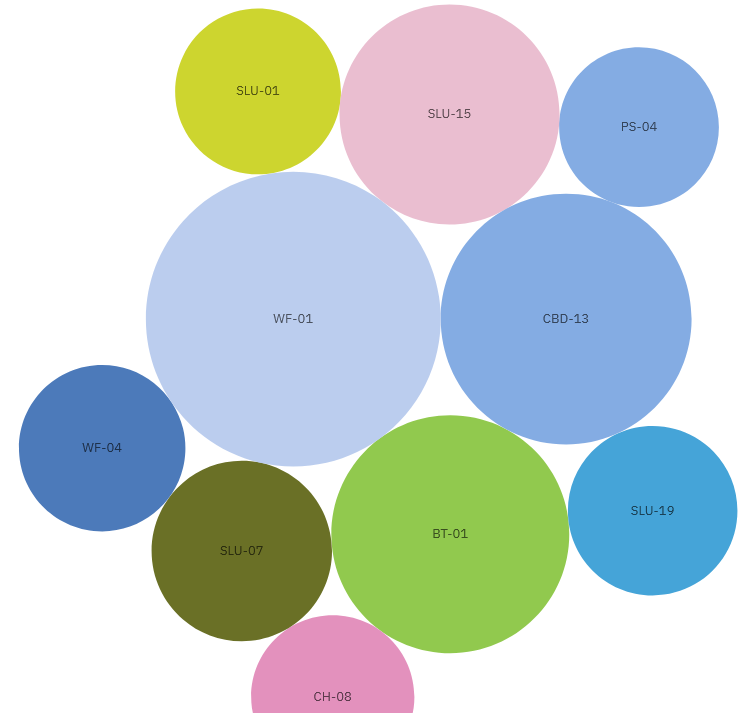 SLU-01
SLU-15
PS-04
WF-01
CBD-13
WF-04
SLU-19
BT-01
SLU-07
CH-08